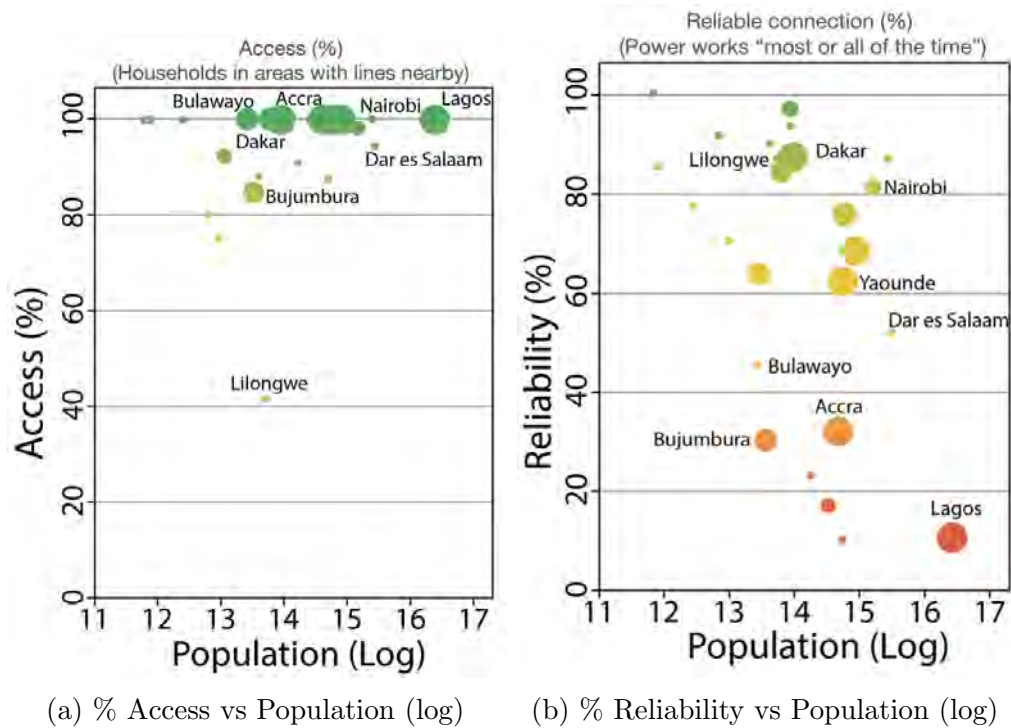 Access (%)
(Households in areas with lines nearby)
Bulawayo
Accra
Nairobi
Lagos
Dakar
Dar es Salaam
Bujumbura
Lilongwe
100
80
60
40
20
0
Access (%)
11 12 13 14 15 16 17
Population (Log)
(a) % Access vs Population (log)
Reliable connection (%)
(Power works “most or all of the time”)
Lilongwe
Dakar
Nairobi
Yaounde
Dar es Salaam
Bulawayo
Accra
Bujumbura
Lagos
100
80
60
40
20
0
Reliability (%)
11 12 13 14 15 16 17
Population (Log)
(b) % Reliability vs Population (log)